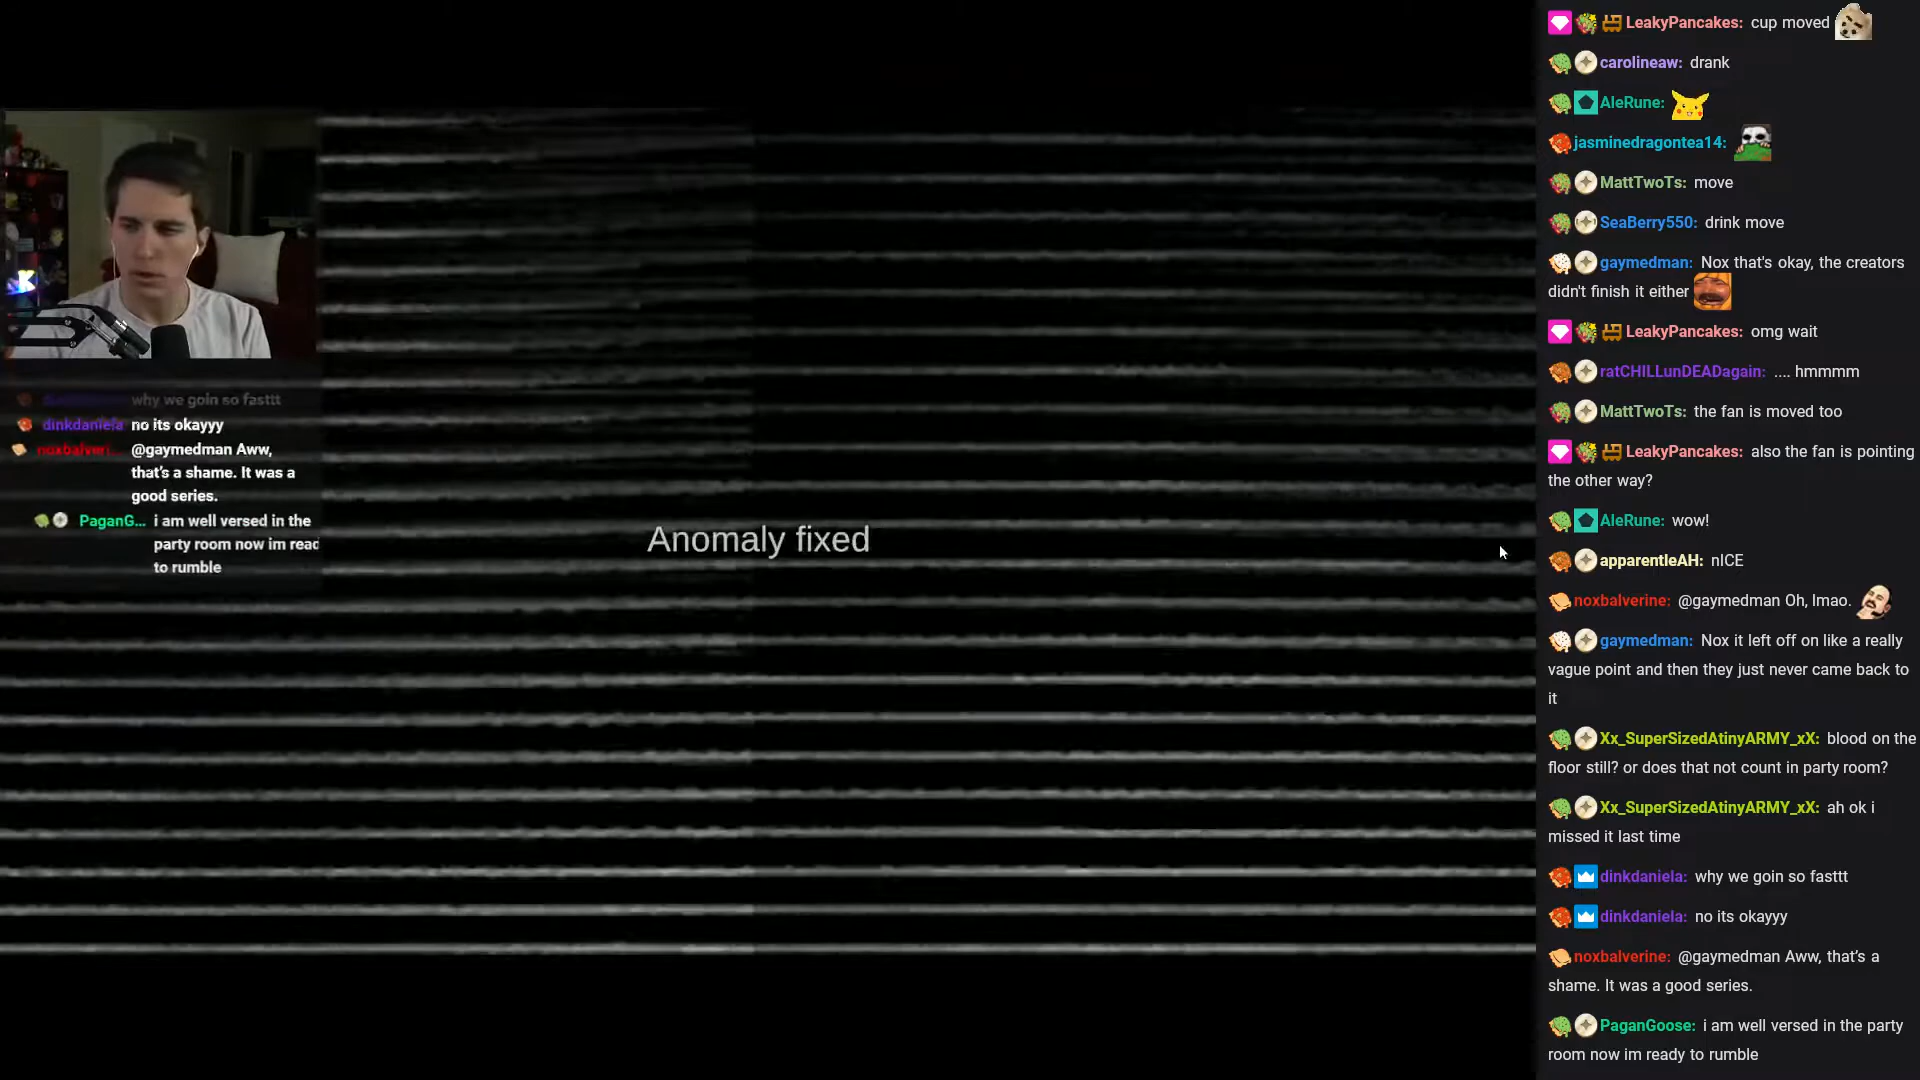 why we goin so fasttt
dinkdaniela no its okayyy
noxbalveri... @gaymedman Aww,
that's a shame. It was a
good series.
PaganG... i am well versed in the
party room now im read
to rumble
Anomaly fixed
LeakyPancakes: cup moved
carolineaw: drank
AleRune:
jasminedragontea14:
MattTwoTs: move
SeaBerry550: drink move
gaymedman: Nox that's okay, the creators
didn't finish it either
LeakyPancakes: omg wait
ratCHILLunDEADagain: .... hmmmm
MattTwoTs: the fan is moved too
LeakyPancakes: also the fan is pointing
the other way?
AleRune: wow!
apparentleAH: nICE
noxbalverine: @gaymedman Oh, lmao.
gaymedman: Nox it left off on like a really
vague point and then they just never came back to
it
Xx_SuperSizedAtinyARMY_xX: blood on the
floor still? or does that not count in party room?
Xx_SuperSizedAtinyARMY_xX: ah ok i
missed it last time
dinkdaniela: why we goin so fasttt
dinkdaniela: no its okayyy
noxbalverine: @gaymedman Aww, that's a
shame. It was a good series.
PaganGoose: i am well versed in the party
room now im ready to rumble